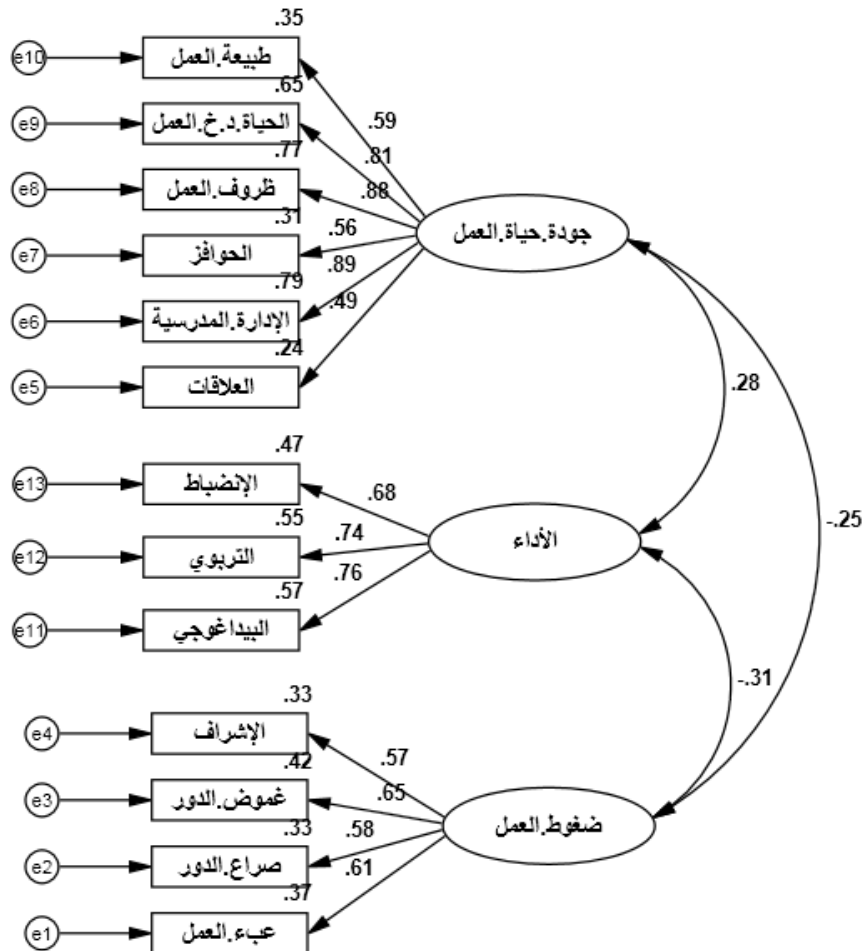 .35
e10
طبيعة.العمل
.65
e9
الحياة.د.خ.العمل
.77
e8
ظروف.العمل
.31
e7
الحوافز
.79
e6
الإدارة.المدرسية
.24
e5
العلاقات
.59
.81
.88
.56
.89
.49
جودة.حياة.العمل
.28
-.25
.47
e13
الإنضباط
.55
e12
التربوي
.57
e11
البيداغوجي
.68
.74
.76
الأداء
-.31
.33
e4
الإشراف
.42
e3
غموض.الدور
.33
e2
صراع.الدور
.37
e1
عبء.العمل
.57
.65
.58
.61
ضغوط.العمل